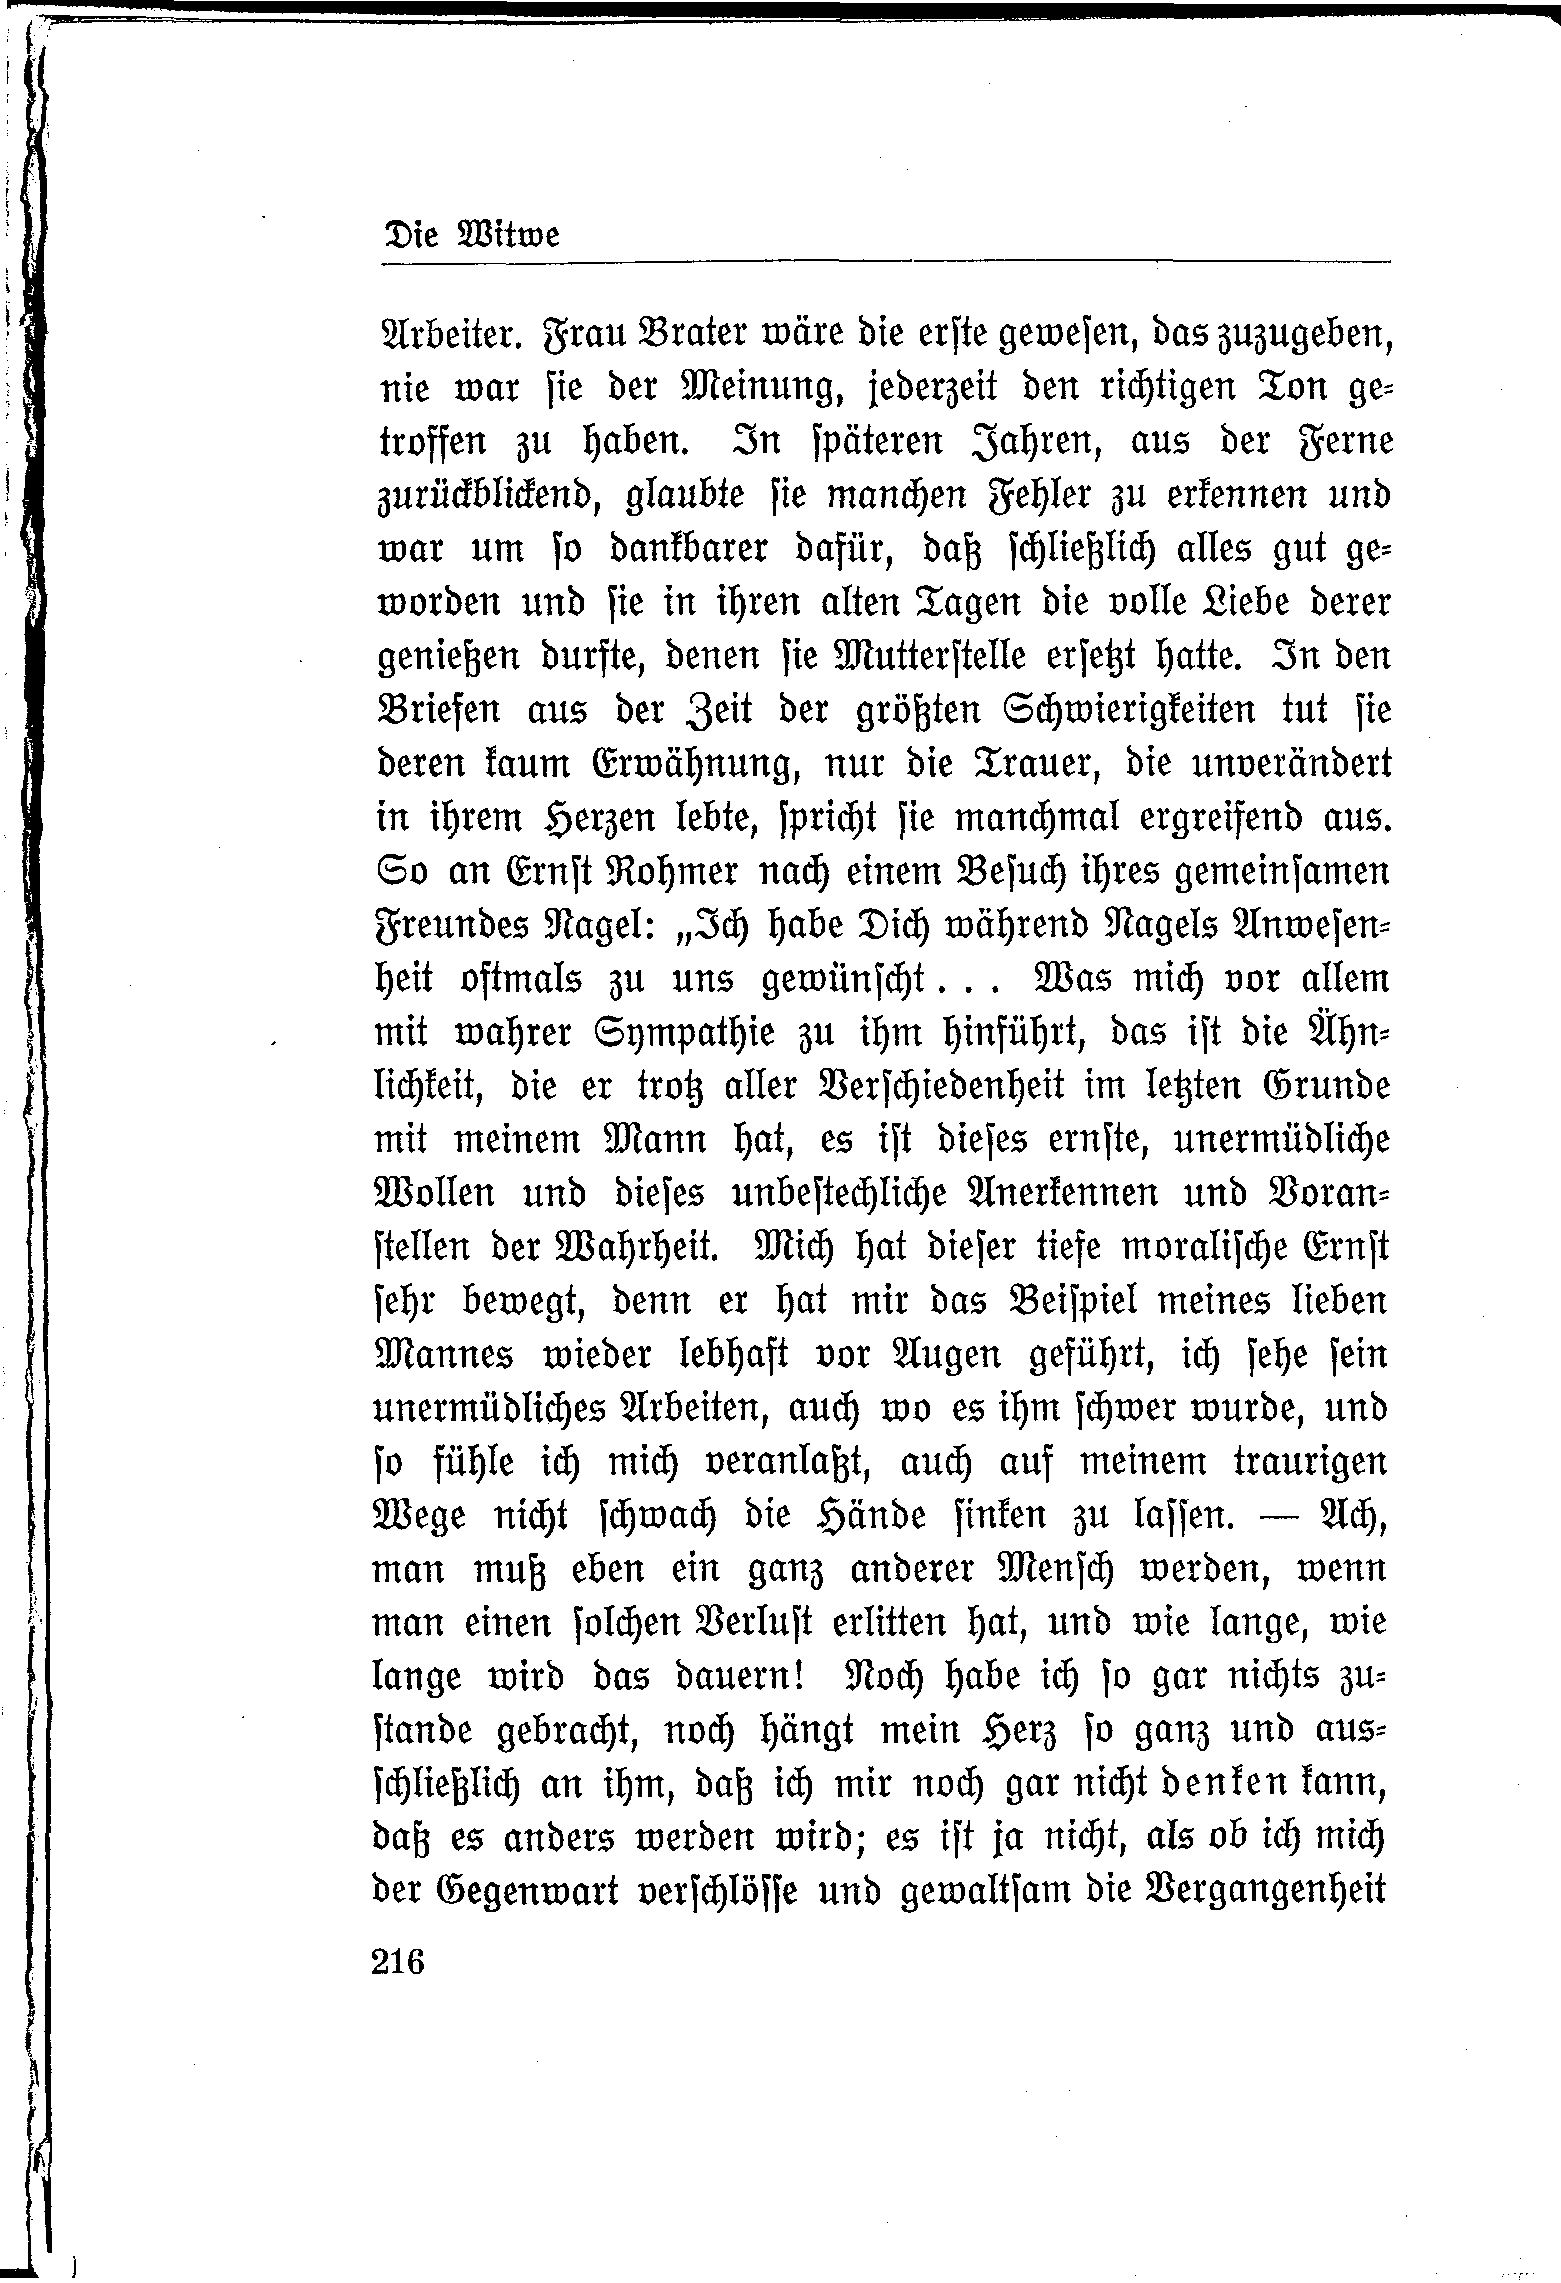 Die Witwe
Arbeiter. Frau Brater wäre die erste gewesen, das zuzugeben,
nie war sie der Meinung, jederzeit den richtigen Ton ge-
troffen zu haben. In späteren Jahren, aus der Ferne
zurückblickend, glaubte sie manchen Fehler zu erkennen und
war um so dankbarer dafür, daß schließlich alles gut ge-
worden und sie in ihren alten Tagen die volle Liebe derer
genießen durfte, denen sie Mutterstelle ersetzt hatte. In den
Briefen aus der Zeit der größten Schwierigkeiten tut sie
deren kaum Erwähnung, nur die Trauer, die unverändert
in ihrem Herzen lebte, spricht sie manchmal ergreifend aus.
So an Ernst Rohmer nach einem Besuch ihres gemeinsamen
Freundes Nagel: „Ich habe Dich während Nagels Anwesen-
heit oftmals zu uns gewünscht . . . Was mich vor allem
mit wahrer Sympathie zu ihm hinführt, das ist die Ähn-
lichkeit, die er trotz aller Verschiedenheit im letzten Grunde
mit meinem Mann hat, es ist dieses ernste, unermüdliche
Wollen und dieses unbestechliche Anerkennen und Voran-
stellen der Wahrheit. Mich hat dieser tiefe moralische Ernst
sehr bewegt, denn er hat mir das Beispiel meines lieben
Mannes wieder lebhaft vor Augen geführt, ich sehe sein
unermüdliches Arbeiten, auch wo es ihm schwer wurde, und
so fühle ich mich veranlaßt, auch auf meinem traurigen
Wege nicht schwach die Hände sinken zu lassen. — Ach,
man muß eben ein ganz anderer Mensch werden, wenn
man einen solchen Verlust erlitten hat, und wie lange, wie
lange wird das dauern! Noch habe ich so gar nichts zu-
stande gebracht, noch hängt mein Herz so ganz und aus-
schließlich an ihm, daß ich mir noch gar nicht denken kann,
daß es anders werden wird; es ist ja nicht, als ob ich mich
der Gegenwart verschlösse und gewaltsam die Vergangenheit
216